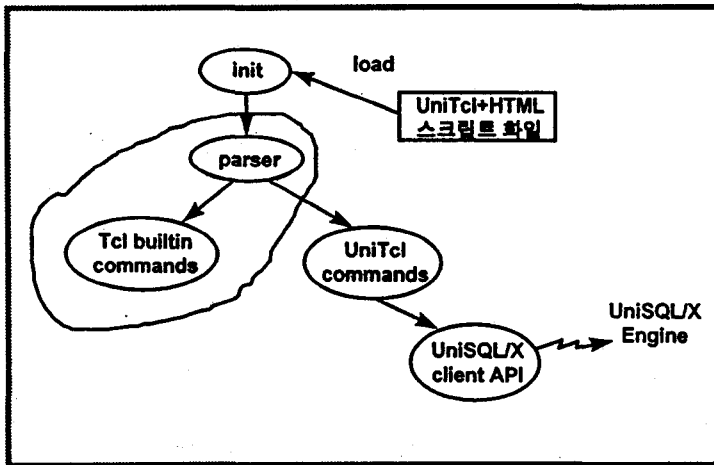 init
load
UniTcl+HTML
스크립트 화일
parser
Tcl builtin
commands
UniTcl
commands
UniSQL/X
Engine
UniSQL/X
client API